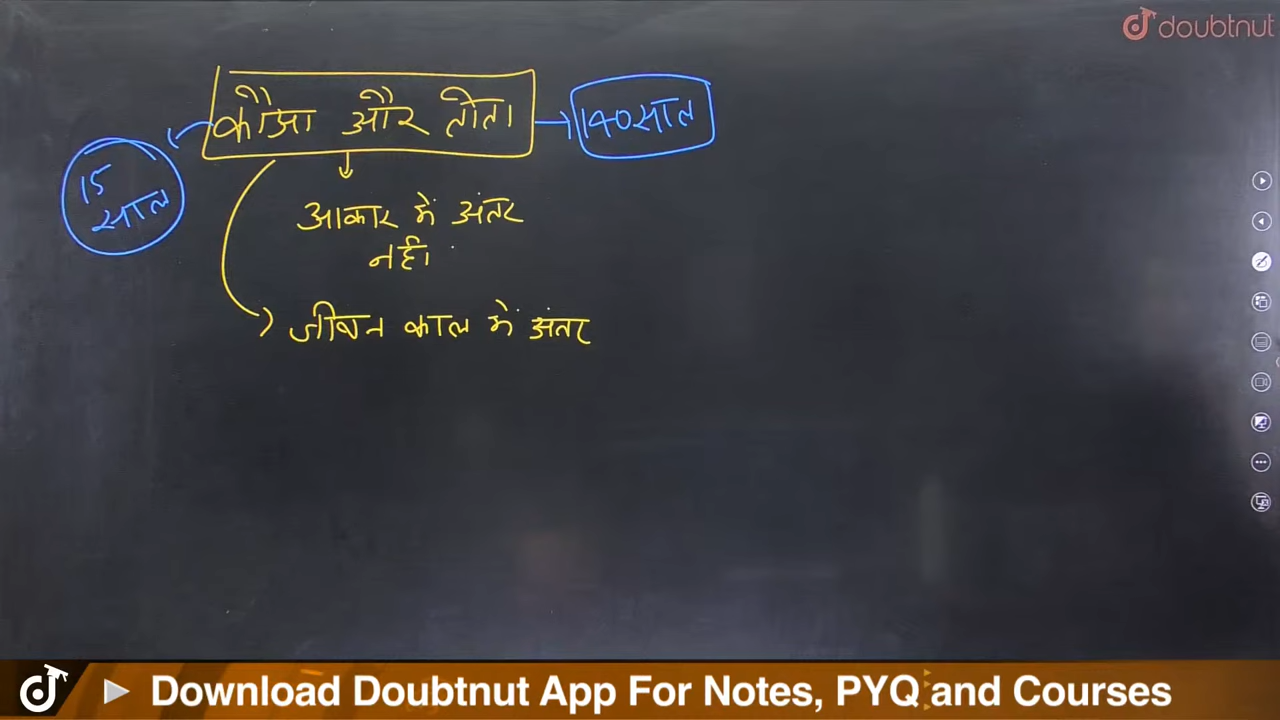 doubtnut
कौआ और तोता
15
साल
140 साल
आकार में अंतर
नहीं
जीवन काल में अंतर
Download Doubtnut App For Notes, PYQ and Courses